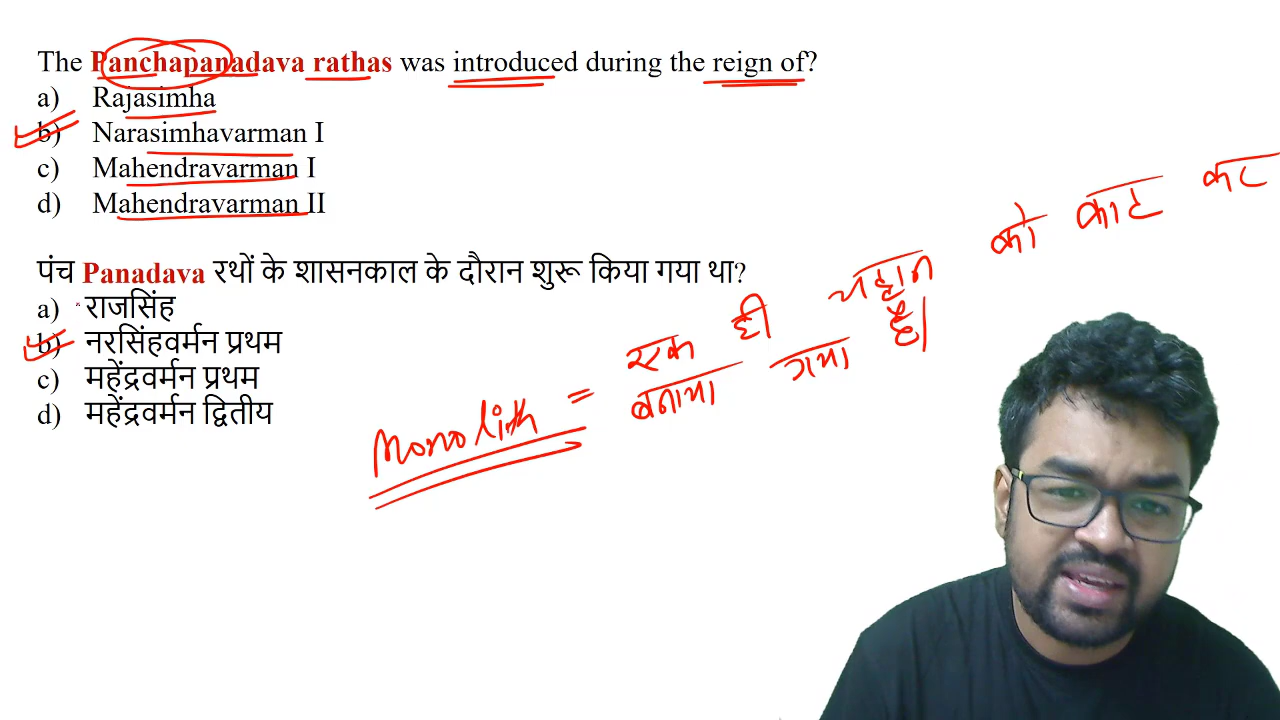 The Panchapanadava rathas was introduced during the reign of?
a) Rajasimha
b) Narasimhavarman I
c) Mahendravarman I
d) Mahendravarman II
पंच Panadava रथों के शासनकाल के दौरान शुरू किया गया था?
a) राजसिंह
b) नरसिंहवर्मन प्रथम
c) महेंद्रवर्मन प्रथम
d) महेंद्रवर्मन द्वितीय
Monolith = एक ही चट्टान को काट कर
बनाया गया है।